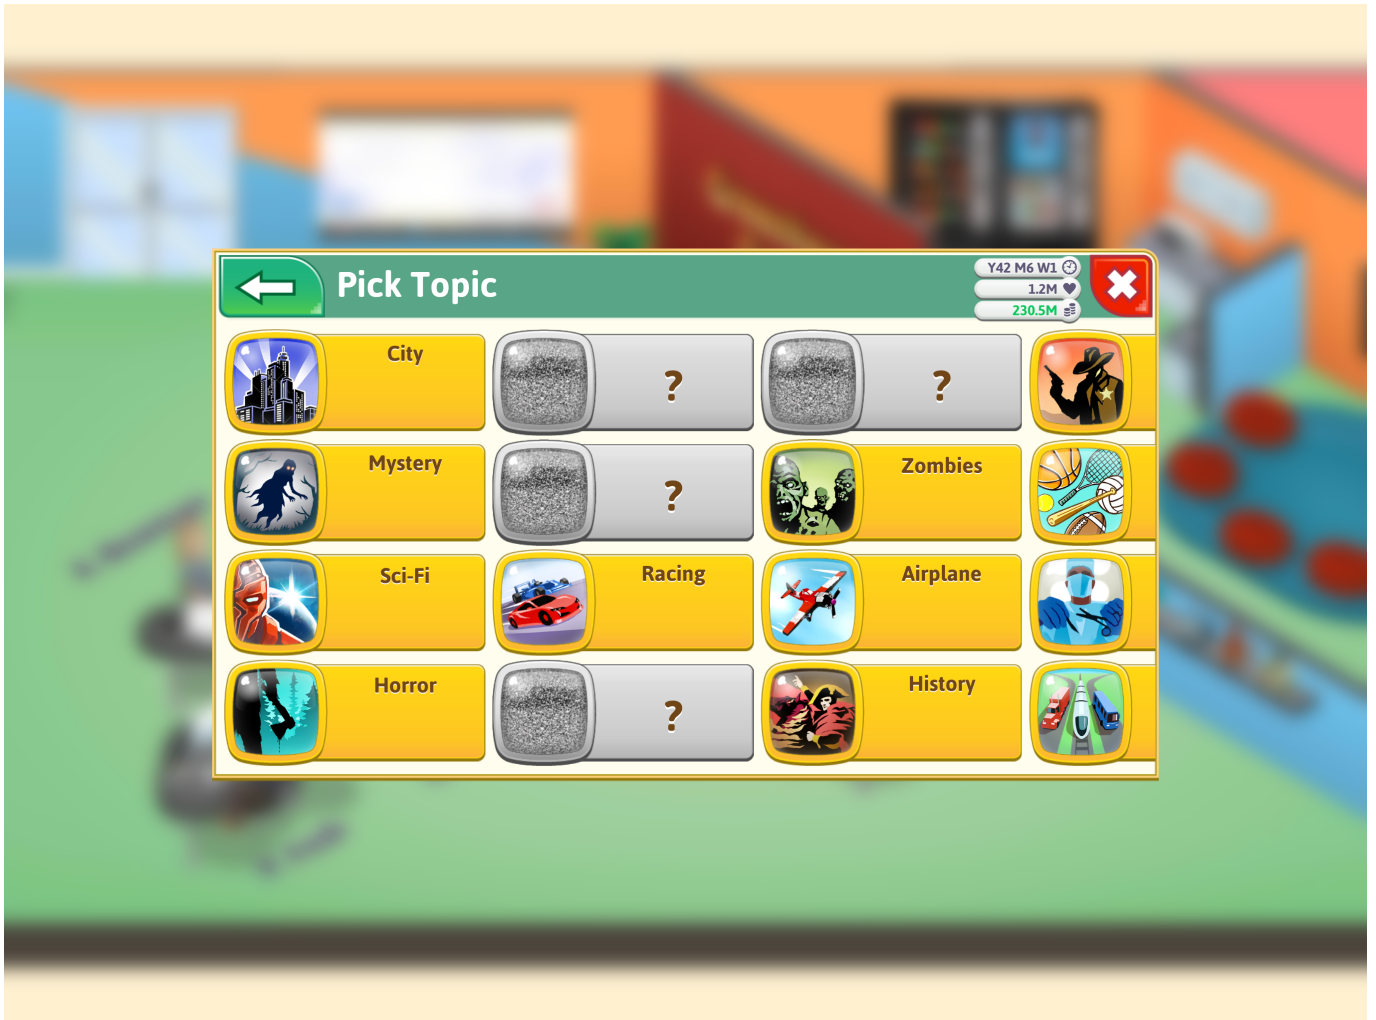 Pick Topic
Y42 M6 W1
1.2M
230.5M
City
?
?
Mystery
?
Zombies
Sci-Fi
Racing
Airplane
Horror
?
History